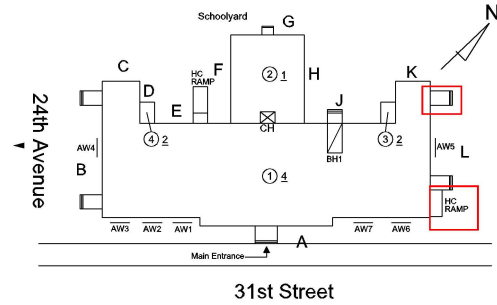 Schoolyard
G
N
C
F
HC
RAMP
2 1
H
K
D
E
J
4 2
CH
3 2
24th Avenue
AW4
B
BH1
AW5
L
1 4
HC
RAMP
AW3
AW2
AW1
A
AW7
AW6
Main Entrance
31st Street